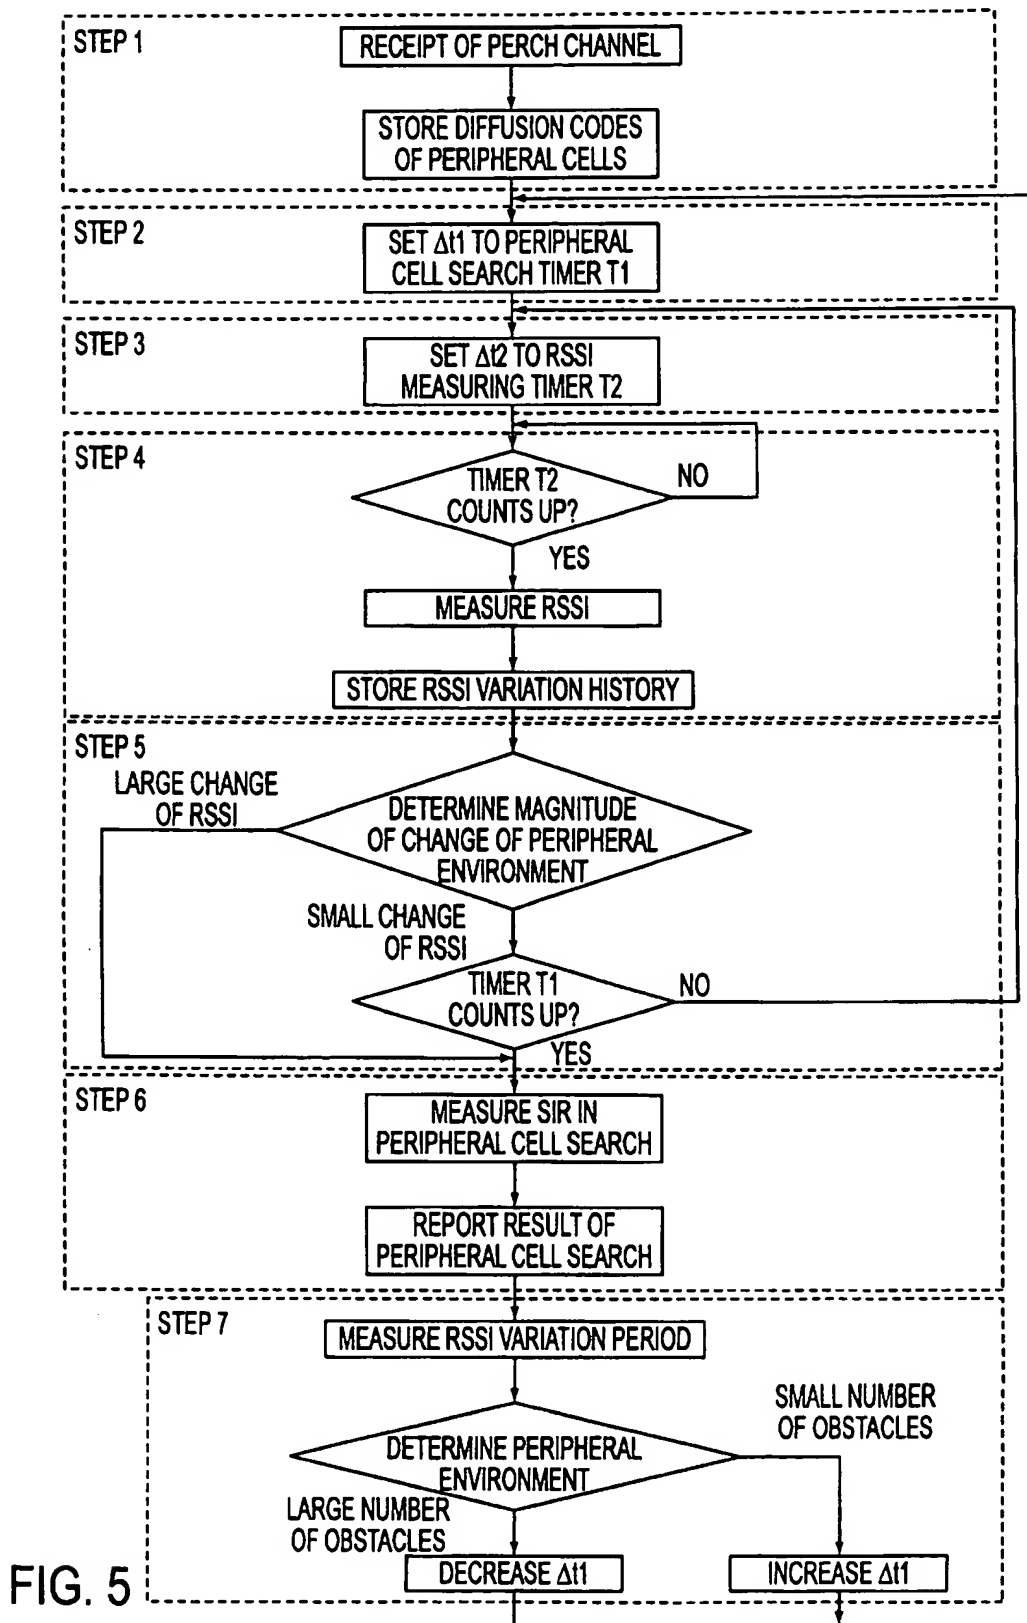 STEP 1
RECEIPT OF PERCH CHANNEL
STORE DIFFUSION CODES
OF PERIPHERAL CELLS
STEP 2
SET Δt1 TO PERIPHERAL
CELL SEARCH TIMER T1
STEP 3
SET Δt2 TO RSSI
MEASURING TIMER T2
STEP 4
TIMER T2
COUNTS UP?
NO
YES
MEASURE RSSI
STORE RSSI VARIATION HISTORY
STEP 5
LARGE CHANGE
OF RSSI
DETERMINE MAGNITUDE
OF CHANGE OF PERIPHERAL
ENVIRONMENT
SMALL CHANGE
OF RSSI
TIMER T1
COUNTS UP?
NO
YES
STEP 6
MEASURE SIR IN
PERIPHERAL CELL SEARCH
REPORT RESULT OF
PERIPHERAL CELL SEARCH
STEP 7
MEASURE RSSI VARIATION PERIOD
SMALL NUMBER
OF OBSTACLES
DETERMINE PERIPHERAL
ENVIRONMENT
LARGE NUMBER
OF OBSTACLES
DECREASE Δt1
INCREASE Δt1
FIG. 5